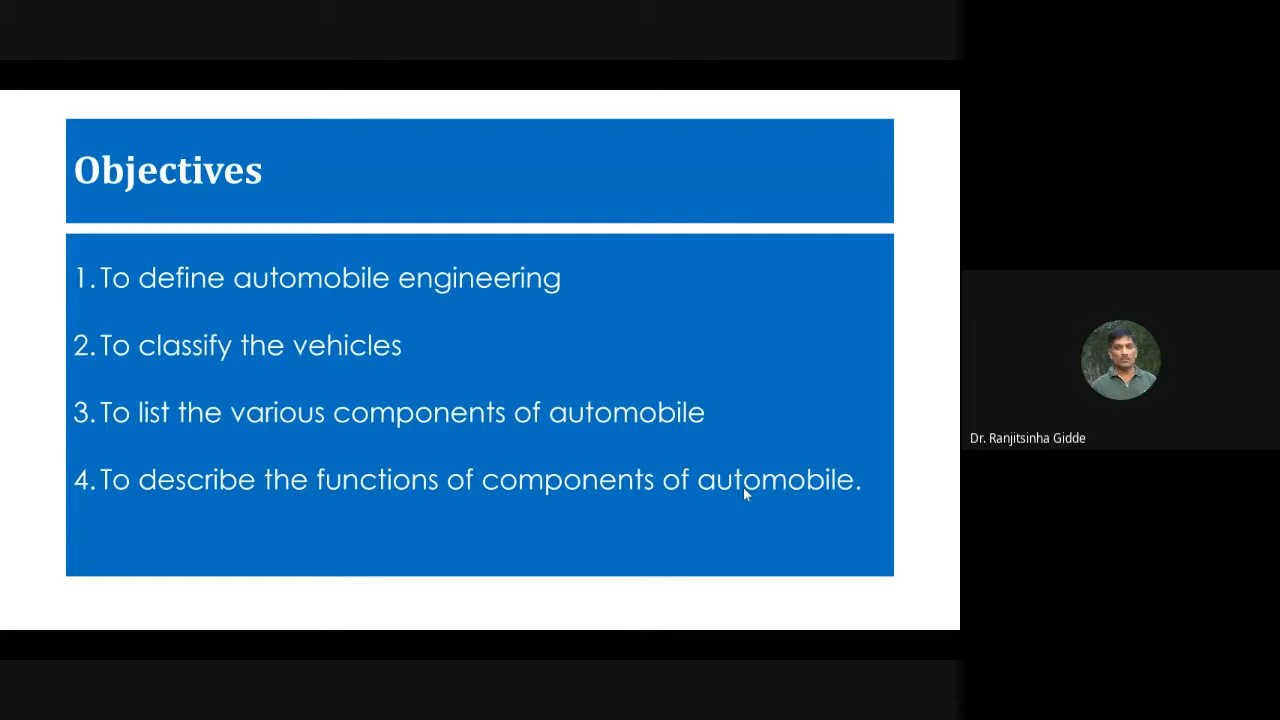 Objectives
1. To define automobile engineering
2. To classify the vehicles
3. To list the various components of automobile
4. To describe the functions of components of automobile.
Dr. Ranjitsinha Gidde